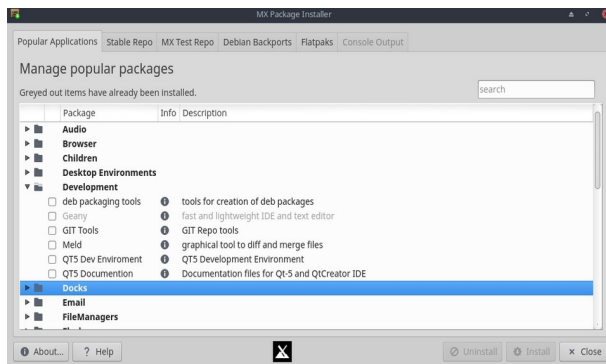 MX Package Installer
Popular Applications Stable Repo MX Test Repo Debian Backports Flatpaks Console Output
Manage popular packages
Greyed out items have already been installed.
search
Package Info Description
Audio
Browser
Children
Desktop Environments
Development
deb packaging tools tools for creation of deb packages
Geany fast and lightweight IDE and text editor
GIT Tools GIT Repo tools
Meld graphical tool to diff and merge files
QT5 Dev Enviroment QT5 Development Environment
QT5 Documention Documentation files for Qt-5 and QtCreator IDE
Docks
Email
FileManagers
About... ? Help Uninstall Install x Close